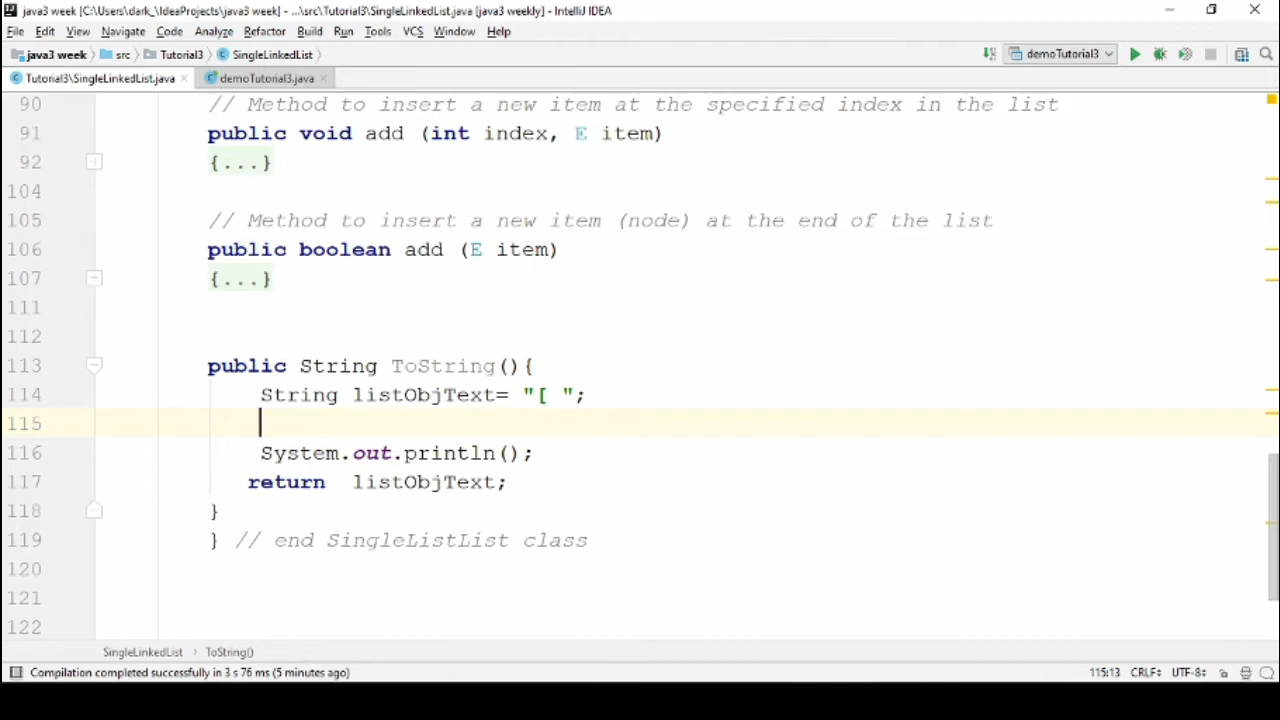 java3 week [C:\Users\dark_\IdeaProjects\java3 week] - ...\src\Tutorial3\SingleLinkedList.java [java3 weekly] - IntelliJ IDEA
File Edit View Navigate Code Analyze Refactor Build Run Tools VCS Window Help
java3 week src Tutorial3 SingleLinkedList demoTutorial3
Tutorial3\SingleLinkedList.java demoTutorial3.java
90 // Method to insert a new item at the specified index in the list
91 public void add (int index, E item)
92 {...}
104
105 // Method to insert a new item (node) at the end of the list
106 public boolean add (E item)
107 {...}
111
112
113 public String ToString(){
114 String listObjText= "[ ";
115
116 System.out.println();
117 return listObjText;
118 }
119 } // end SingleListList class
120
121
122
SingleLinkedList ToString()
Compilation completed successfully in 3 s 76 ms (5 minutes ago) 115:13 CRLF UTF-8